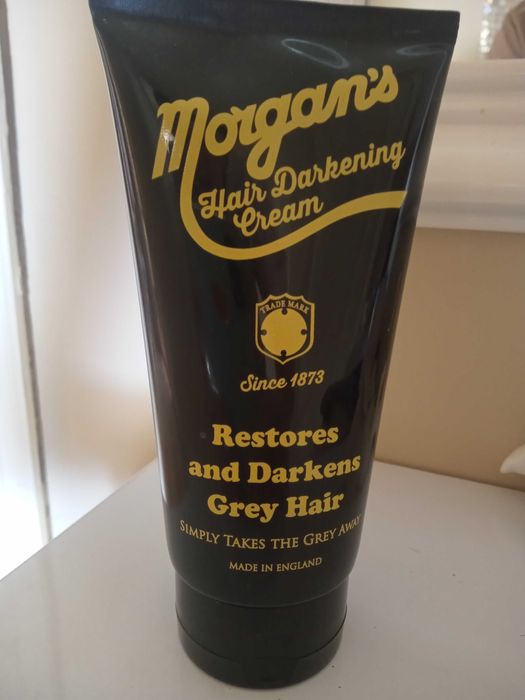 Morgan's
Hair Darkening
Cream
TRADE MARK
Since 1873
Restores
and Darkens
Grey Hair
SIMPLY TAKES THE GREY AWAY
MADE IN ENGLAND